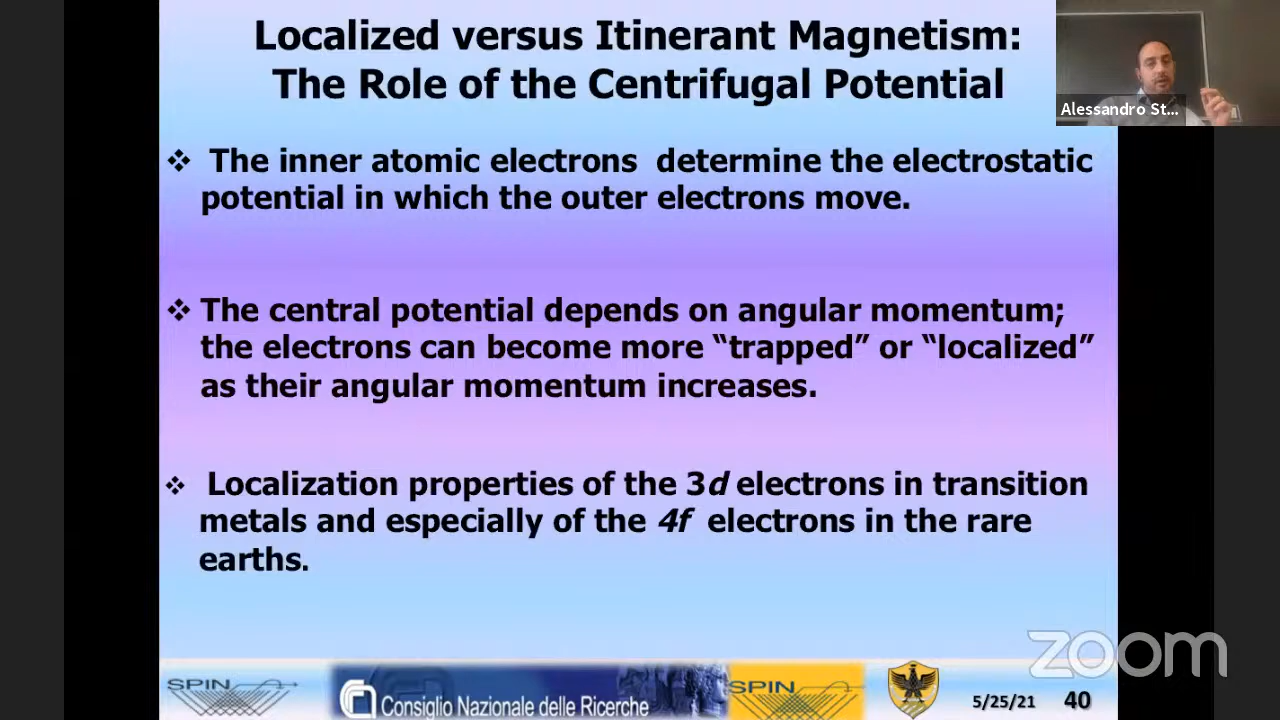 Localized versus Itinerant Magnetism:
The Role of the Centrifugal Potential
Alessandro St...
❖ The inner atomic electrons determine the electrostatic
potential in which the outer electrons move.
❖ The central potential depends on angular momentum;
the electrons can become more “trapped” or “localized”
as their angular momentum increases.
❖ Localization properties of the 3d electrons in transition
metals and especially of the 4f electrons in the rare
earths.
zoom
SPIN
Consiglio Nazionale delle Ricerche
SPIN
5/25/21 40